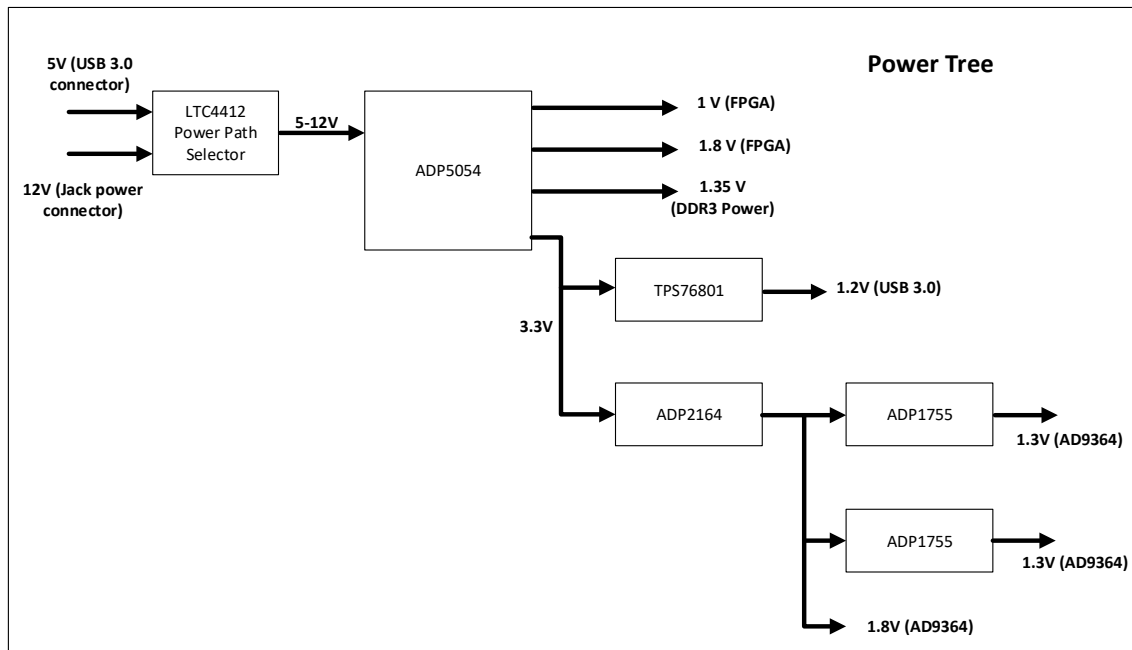 Power Tree
5V (USB 3.0
connector)
LTC4412
Power Path
Selector
5-12V
12V (Jack power
connector)
ADP5054
1 V (FPGA)
1.8 V (FPGA)
1.35 V
(DDR3 Power)
TPS76801
1.2V (USB 3.0)
3.3V
ADP2164
ADP1755
1.3V (AD9364)
ADP1755
1.3V (AD9364)
1.8V (AD9364)